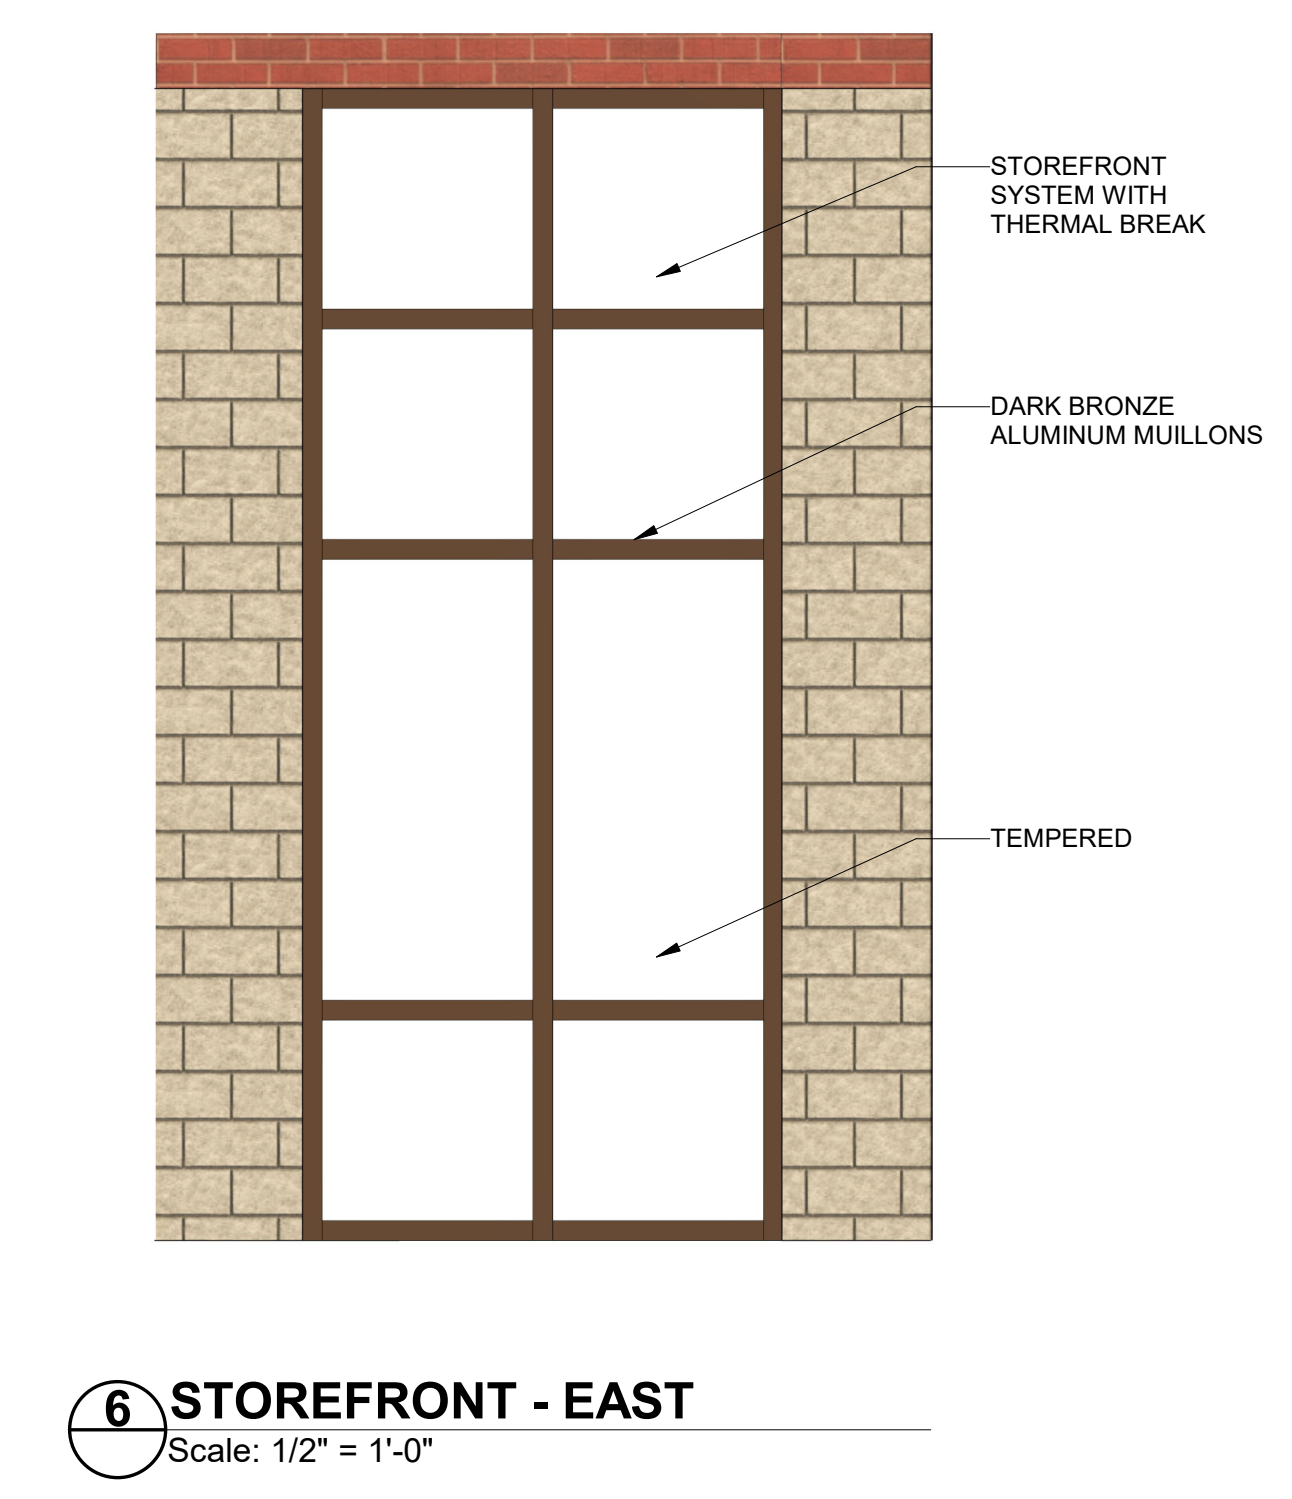 STOREFRONT
SYSTEM WITH
THERMAL BREAK
DARK BRONZE
ALUMINUM MUILLONS
TEMPERED
6
STOREFRONT - EAST
Scale: 1/2" = 1'-0"